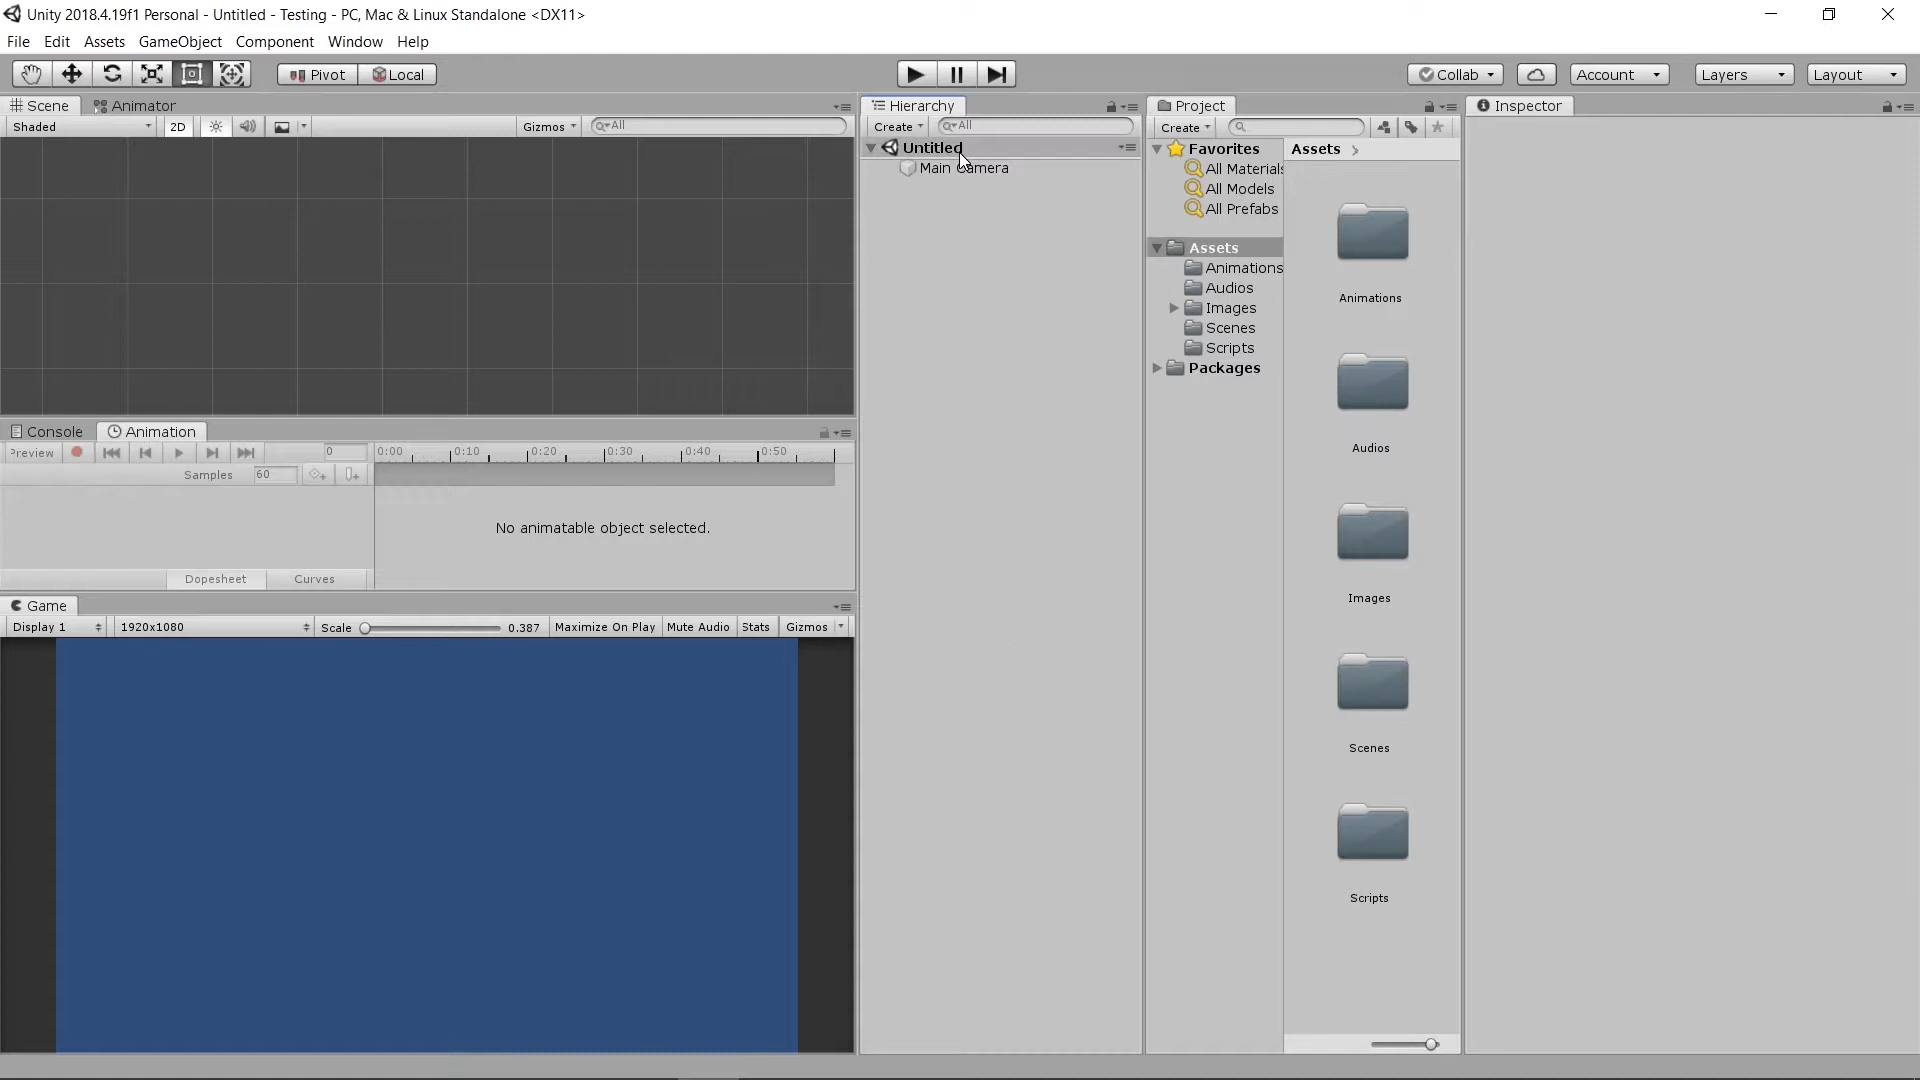 Unity 2018.4.19f1 Personal - Untitled - Testing - PC, Mac & Linux Standalone <DX11>
File Edit Assets GameObject Component Window Help
Pivot Local Collab Account Layers Layout
Scene Animator
Shaded 2D Gizmos All
Hierarchy
Create All
Untitled
Main Camera
Project
Create
Favorites
All Materials
All Models
All Prefabs
Assets
Animations
Audios
Images
Scenes
Scripts
Packages
Assets
Animations
Audios
Images
Scenes
Scripts
Inspector
Console Animation
Preview 0 0:00 0:10 0:20 0:30 0:40 0:50
Samples 60
No animatable object selected.
Dopesheet Curves
Game
Display 1 1920x1080 Scale 0.387 Maximize On Play Mute Audio Stats Gizmos